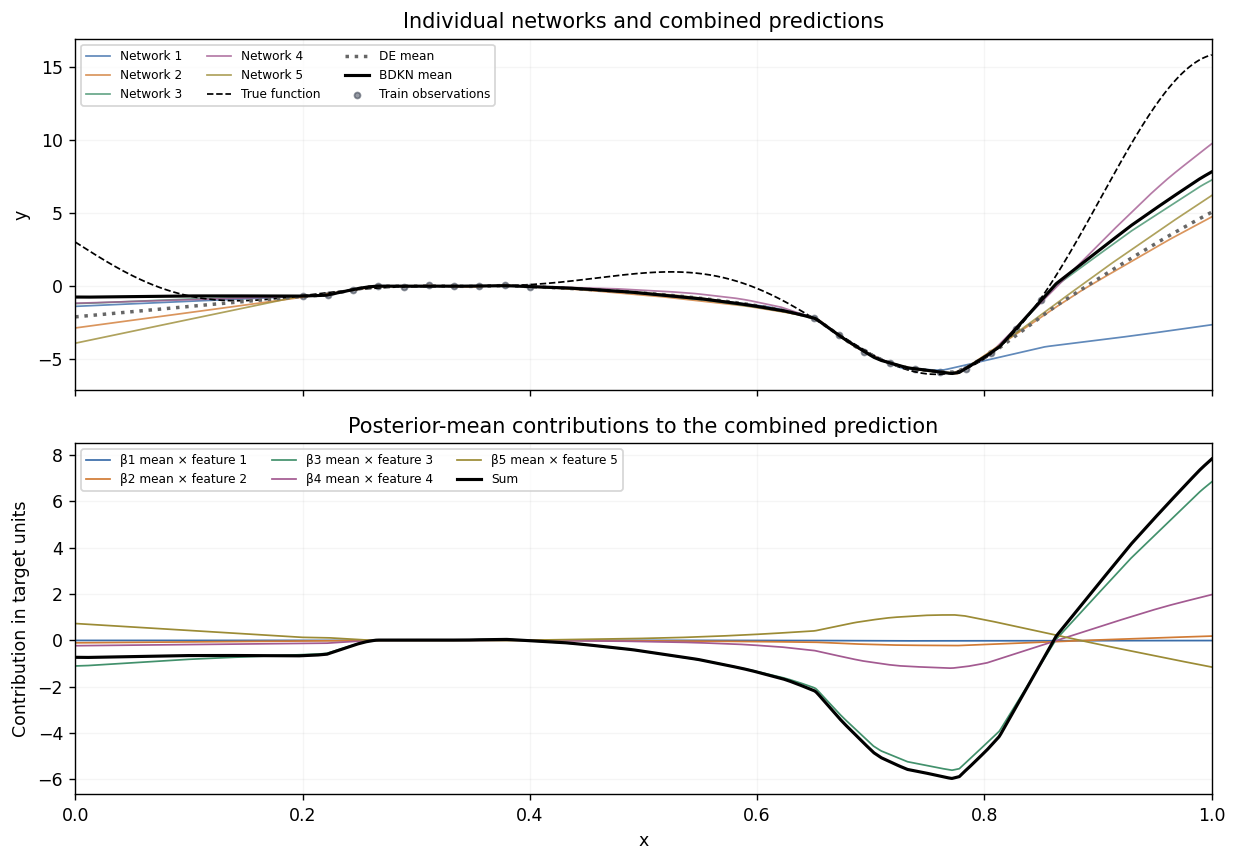 Individual networks and combined predictions
Network 1
Network 2
Network 3
Network 4
Network 5
True function
DE mean
BDKN mean
Train observations
15
10
5
0
−5
y
Posterior-mean contributions to the combined prediction
β1 mean × feature 1
β2 mean × feature 2
β3 mean × feature 3
β4 mean × feature 4
β5 mean × feature 5
Sum
8
6
4
2
0
−2
−4
−6
Contribution in target units
0.0
0.2
0.4
0.6
0.8
1.0
x